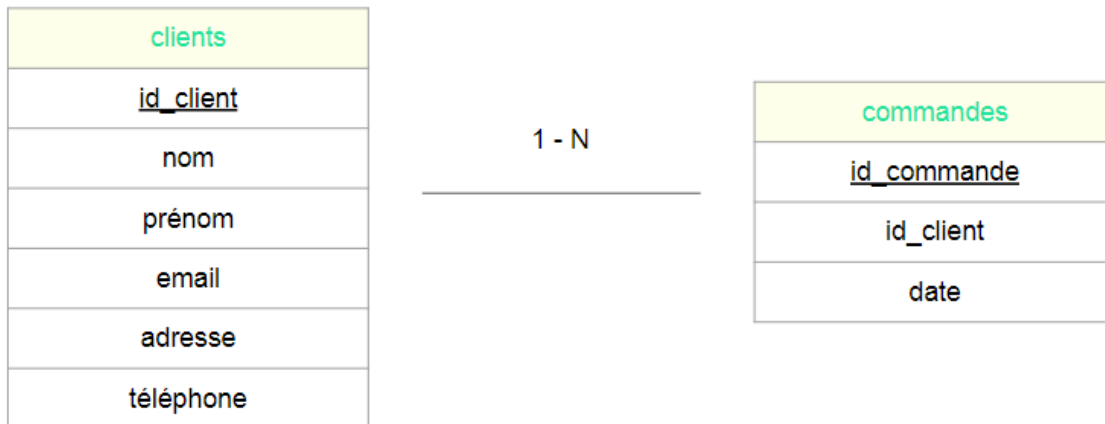 clients
id_client
nom
prénom
email
adresse
téléphone
1 - N
commandes
id_commande
id_client
date